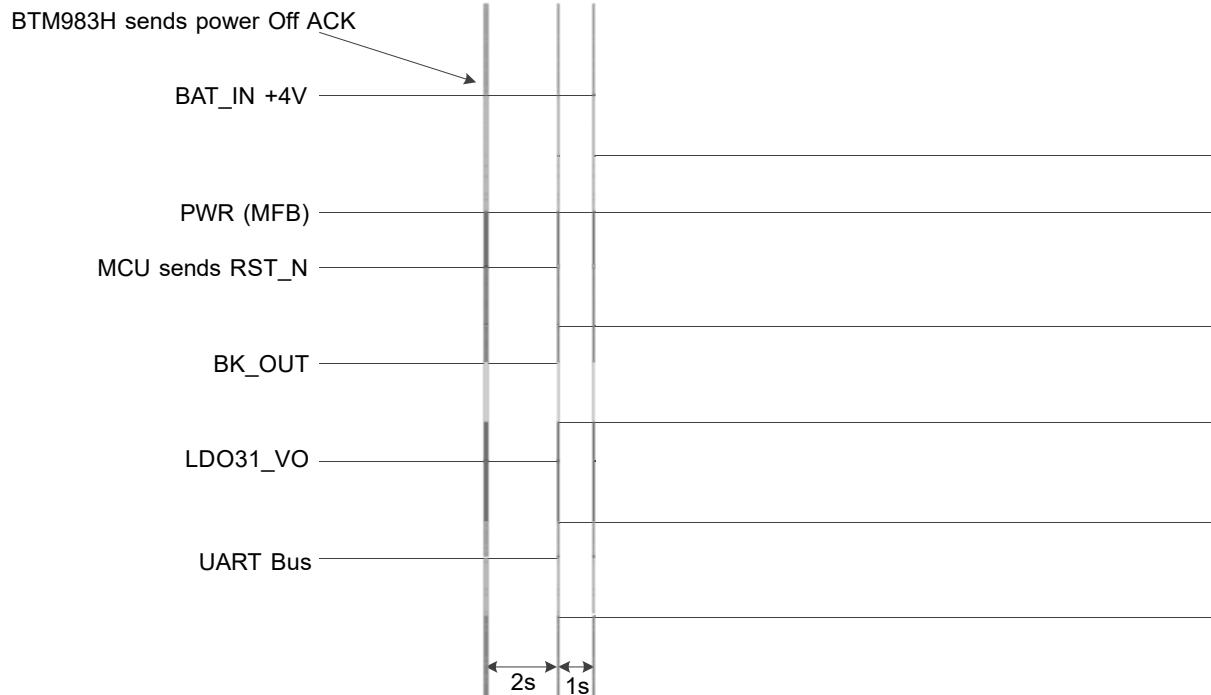 BTM983H sends power Off ACK
BAT_IN +4V
PWR (MFB)
MCU sends RST_N
BK_OUT
LDO31_VO
UART Bus
2s
1s